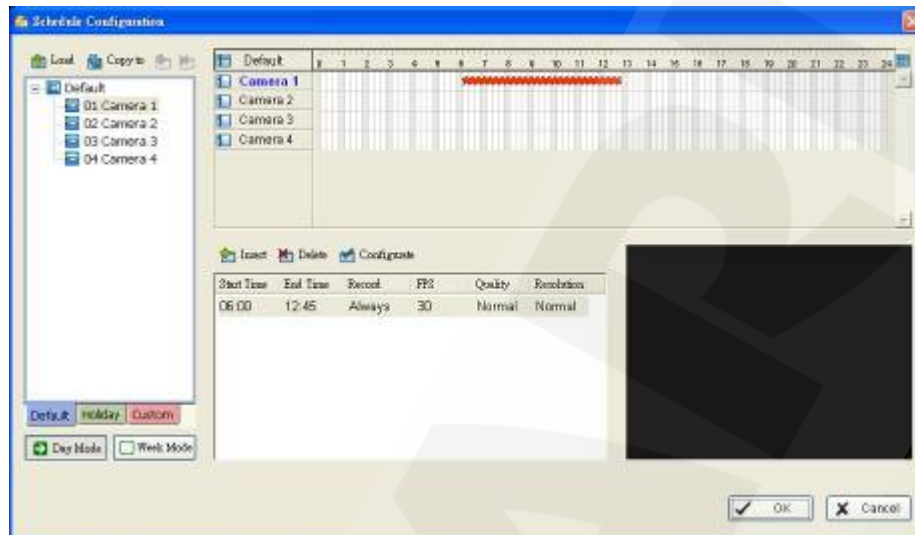 Schedule Configuration
Load Copy to
Default
01 Camera 1
02 Camera 2
03 Camera 3
04 Camera 4
Default Holiday Custom
Day Mode Week Mode
Default 1 2 3 4 6 7 8 9 10 11 12 13 14 15 16 17 18 19 20 21 22 23 24
Camera 1
Camera 2
Camera 3
Camera 4
Insert Delete Configurate
Start Time End Time Record FPS Quality Resolution
06:00 12:45 Always 30 Normal Normal
OK Cancel